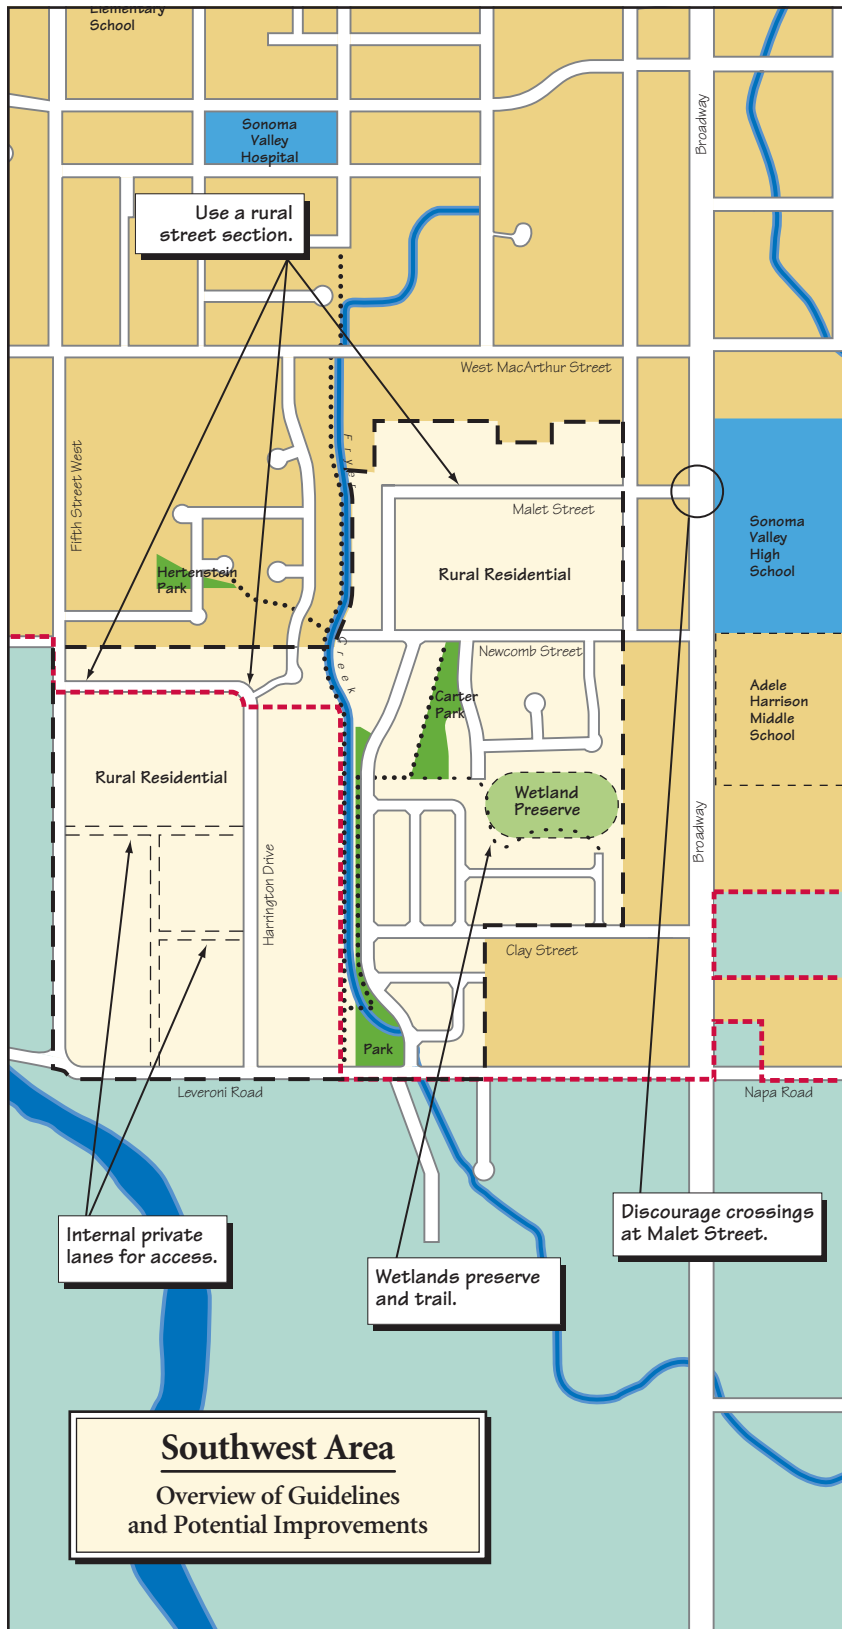 Elementary
School
Sonoma
Valley
Hospital
Broadway
Use a rural
street section.
West MacArthur Street
Fifth Street West
Fryer
Creek
Malet Street
Sonoma
Valley
High
School
Hertenstein
Park
Rural Residential
Newcomb Street
Carter
Park
Adele
Harrison
Middle
School
Rural Residential
Wetland
Preserve
Broadway
Harrington Drive
Clay Street
Park
Leveroni Road
Napa Road
Internal private
lanes for access.
Discourage crossings
at Malet Street.
Wetlands preserve
and trail.
Southwest Area
Overview of Guidelines
and Potential Improvements